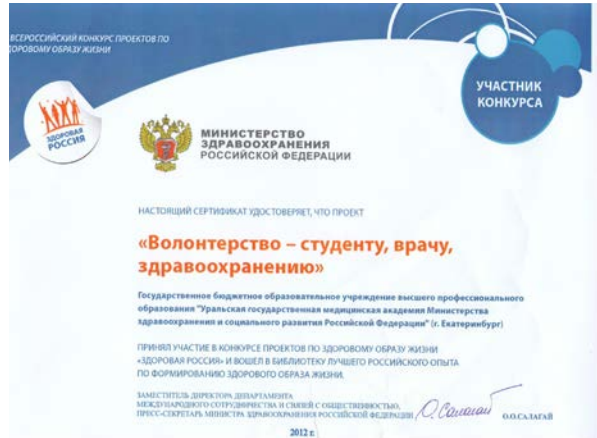 ВСЕРОССИЙСКИЙ КОНКУРС ПРОЕКТОВ ПО
ЗДОРОВОМУ ОБРАЗУ ЖИЗНИ
УЧАСТНИК
КОНКУРСА
ЗДОРОВАЯ
РОССИЯ
МИНИСТЕРСТВО
ЗДРАВООХРАНЕНИЯ
РОССИЙСКОЙ ФЕДЕРАЦИИ
НАСТОЯЩИЙ СЕРТИФИКАТ УДОСТОВЕРЯЕТ, ЧТО ПРОЕКТ
«Волонтерство – студенту, врачу,
здравоохранению»
Государственное бюджетное образовательное учреждение высшего профессионального
образования "Уральская государственная медицинская академия Министерства
здравоохранения и социального развития Российской Федерации" (г. Екатеринбург)
ПРИНЯЛ УЧАСТИЕ В КОНКУРСЕ ПРОЕКТОВ ПО ЗДОРОВОМУ ОБРАЗУ ЖИЗНИ
«ЗДОРОВАЯ РОССИЯ» И ВОШЕЛ В БИБЛИОТЕКУ ЛУЧШЕГО РОССИЙСКОГО ОПЫТА
ПО ФОРМИРОВАНИЮ ЗДОРОВОГО ОБРАЗА ЖИЗНИ.
ЗАМЕСТИТЕЛЬ ДИРЕКТОРА ДЕПАРТАМЕНТА
МЕЖДУНАРОДНОГО СОТРУДНИЧЕСТВА И СВЯЗЕЙ С ОБЩЕСТВЕННОСТЬЮ,
ПРЕСС-СЕКРЕТАРЬ МИНИСТРА ЗДРАВООХРАНЕНИЯ РОССИЙСКОЙ ФЕДЕРАЦИИ О.Салагай О.О.САЛАГАЙ
2012 г.